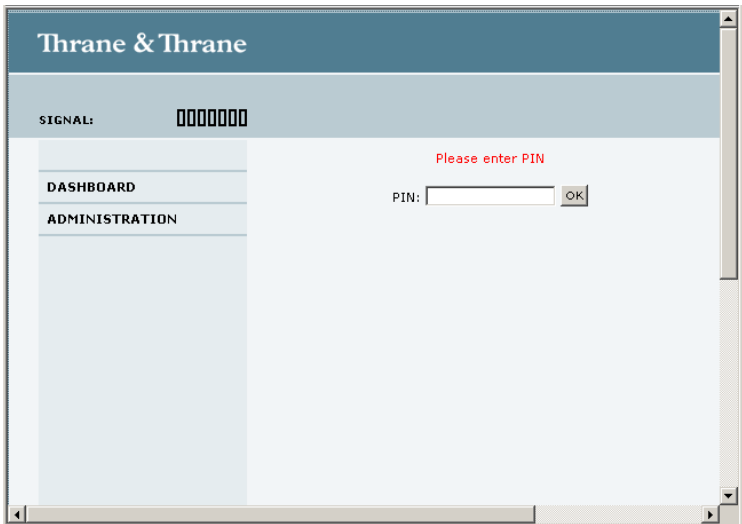 Thrane & Thrane
SIGNAL:
Please enter PIN
DASHBOARD
PIN: OK
ADMINISTRATION